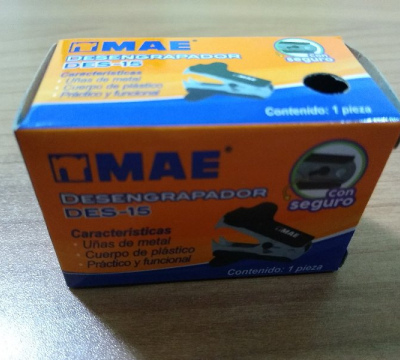 MAE
DESENGRAPADOR
DES-15
Características
Uñas de metal
Cuerpo de plástico
Práctico y funcional
con
seguro
Contenido: 1 pieza
MAE
DESENGRAPADOR
DES-15
Características
• Uñas de metal
• Cuerpo de plástico
• Práctico y funcional
con
seguro
MAE
Contenido: 1 pieza